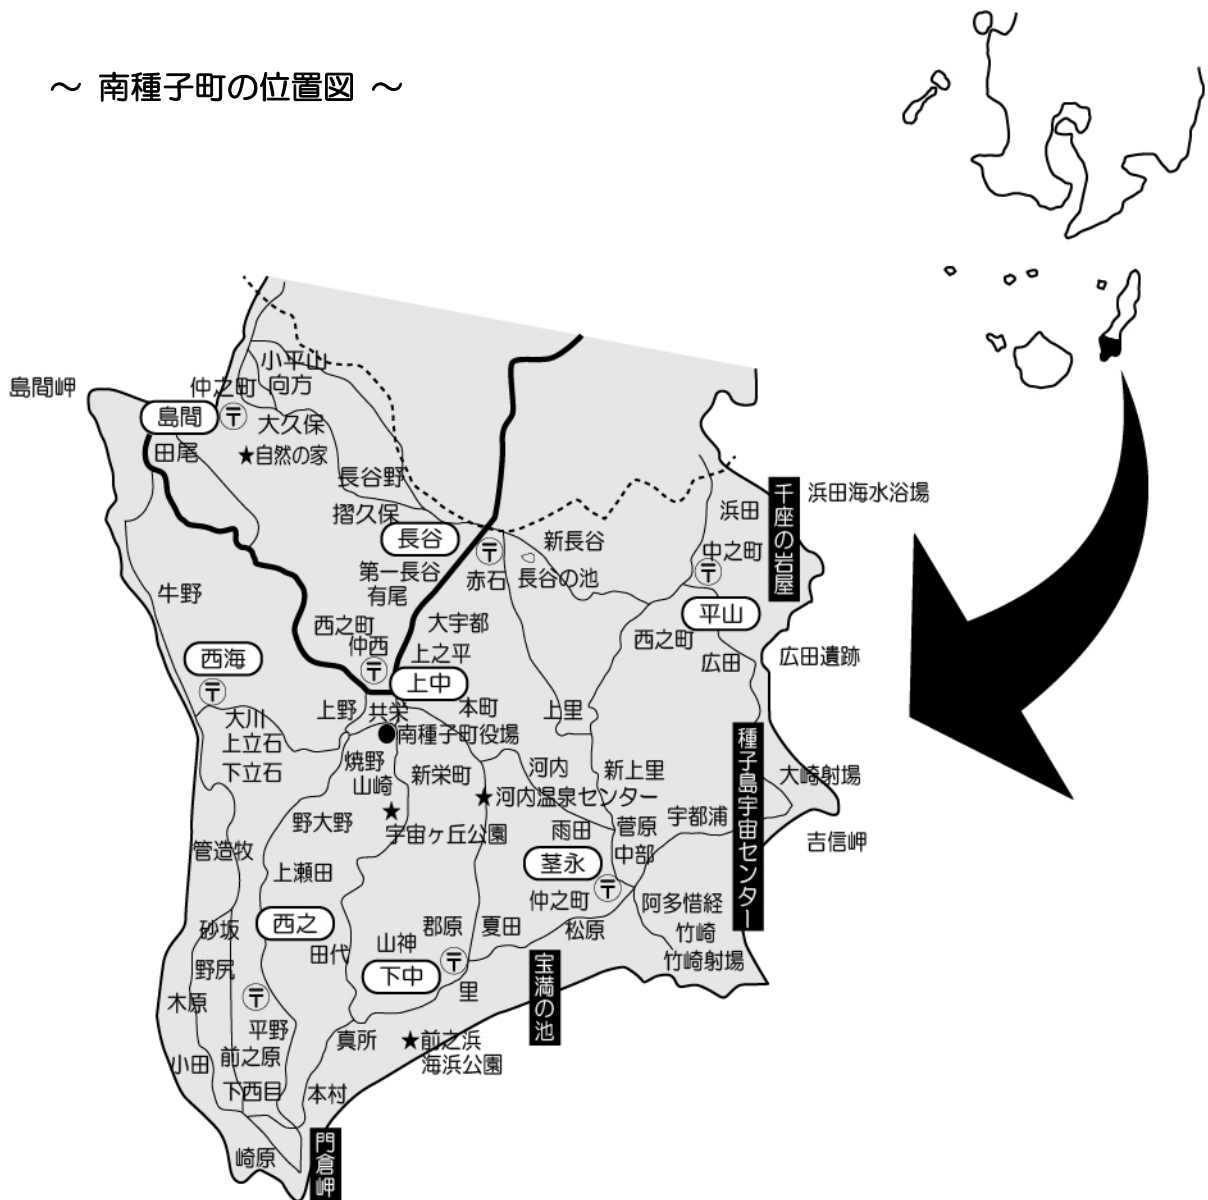 ～ 南種子町の位置図 ～
小平山
島間岬
仲之町
向方
島間
〒
大久保
田尾
★自然の家
長谷野
摺久保
長谷
〒
新長谷
赤石
長谷の池
第一長谷
有尾
浜田
千座の岩屋
浜田海水浴場
中之町
〒
平山
西之町
広田
広田遺跡
牛野
西之町
仲西
〒
大宇都
上之平
上中
西海
〒
大川
上立石
下立石
上野
共栄
本町
●南種子町役場
上里
焼野
山崎
新栄町
河内
新上里
★河内温泉センター
★
宇宙ヶ丘公園
野大野
種子島宇宙センター
大崎射場
吉信岬
宇都浦
雨田
菅原
中部
茎永
〒
仲之町
管造牧
上瀬田
阿多惜経
竹崎
竹崎射場
松原
砂坂
西之
田代
郡原
夏田
山神
下中
〒
里
野尻
木原
〒
平野
宝満の池
小田
前之原
真所
★前之浜
海浜公園
下西目
本村
崎原
門倉岬